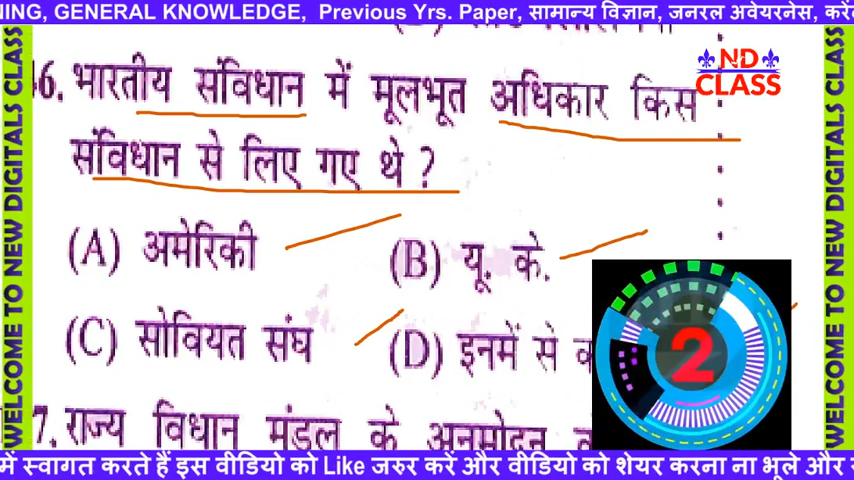 NING, GENERAL KNOWLEDGE, Previous Yrs. Paper, सामान्य विज्ञान, जनरल अवेयरनेस, करें
ND
CLASS
46. भारतीय संविधान में मूलभूत अधिकार किस
संविधान से लिए गए थे ?
(A) अमेरिकी
(B) यू. के.
(C) सोवियत संघ
(D) इनमें से
2
7. राज्य विधान मंडल के अनुमोदन
में स्वागत करते हैं इस वीडियो को Like जरुर करें और वीडियो को शेयर करना ना भूले और
WELCOME TO NEW DIGITALS CLASS
WELCOME TO NEW DIGITALS CLASS